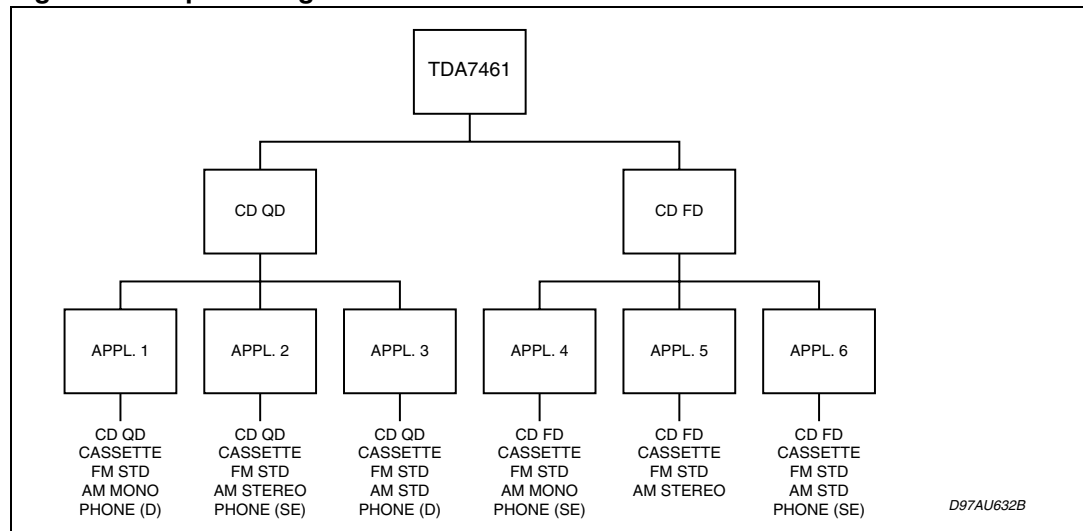 TDA7461
CD QD
CD FD
APPL. 1
APPL. 2
APPL. 3
APPL. 4
APPL. 5
APPL. 6
CD QD
CASSETTE
FM STD
AM MONO
PHONE (D)
CD QD
CASSETTE
FM STD
AM STEREO
PHONE (SE)
CD QD
CASSETTE
FM STD
AM STD
PHONE (D)
CD FD
CASSETTE
FM STD
AM MONO
PHONE (SE)
CD FD
CASSETTE
FM STD
AM STEREO
CD FD
CASSETTE
FM STD
AM STD
PHONE (SE)
D97AU632B